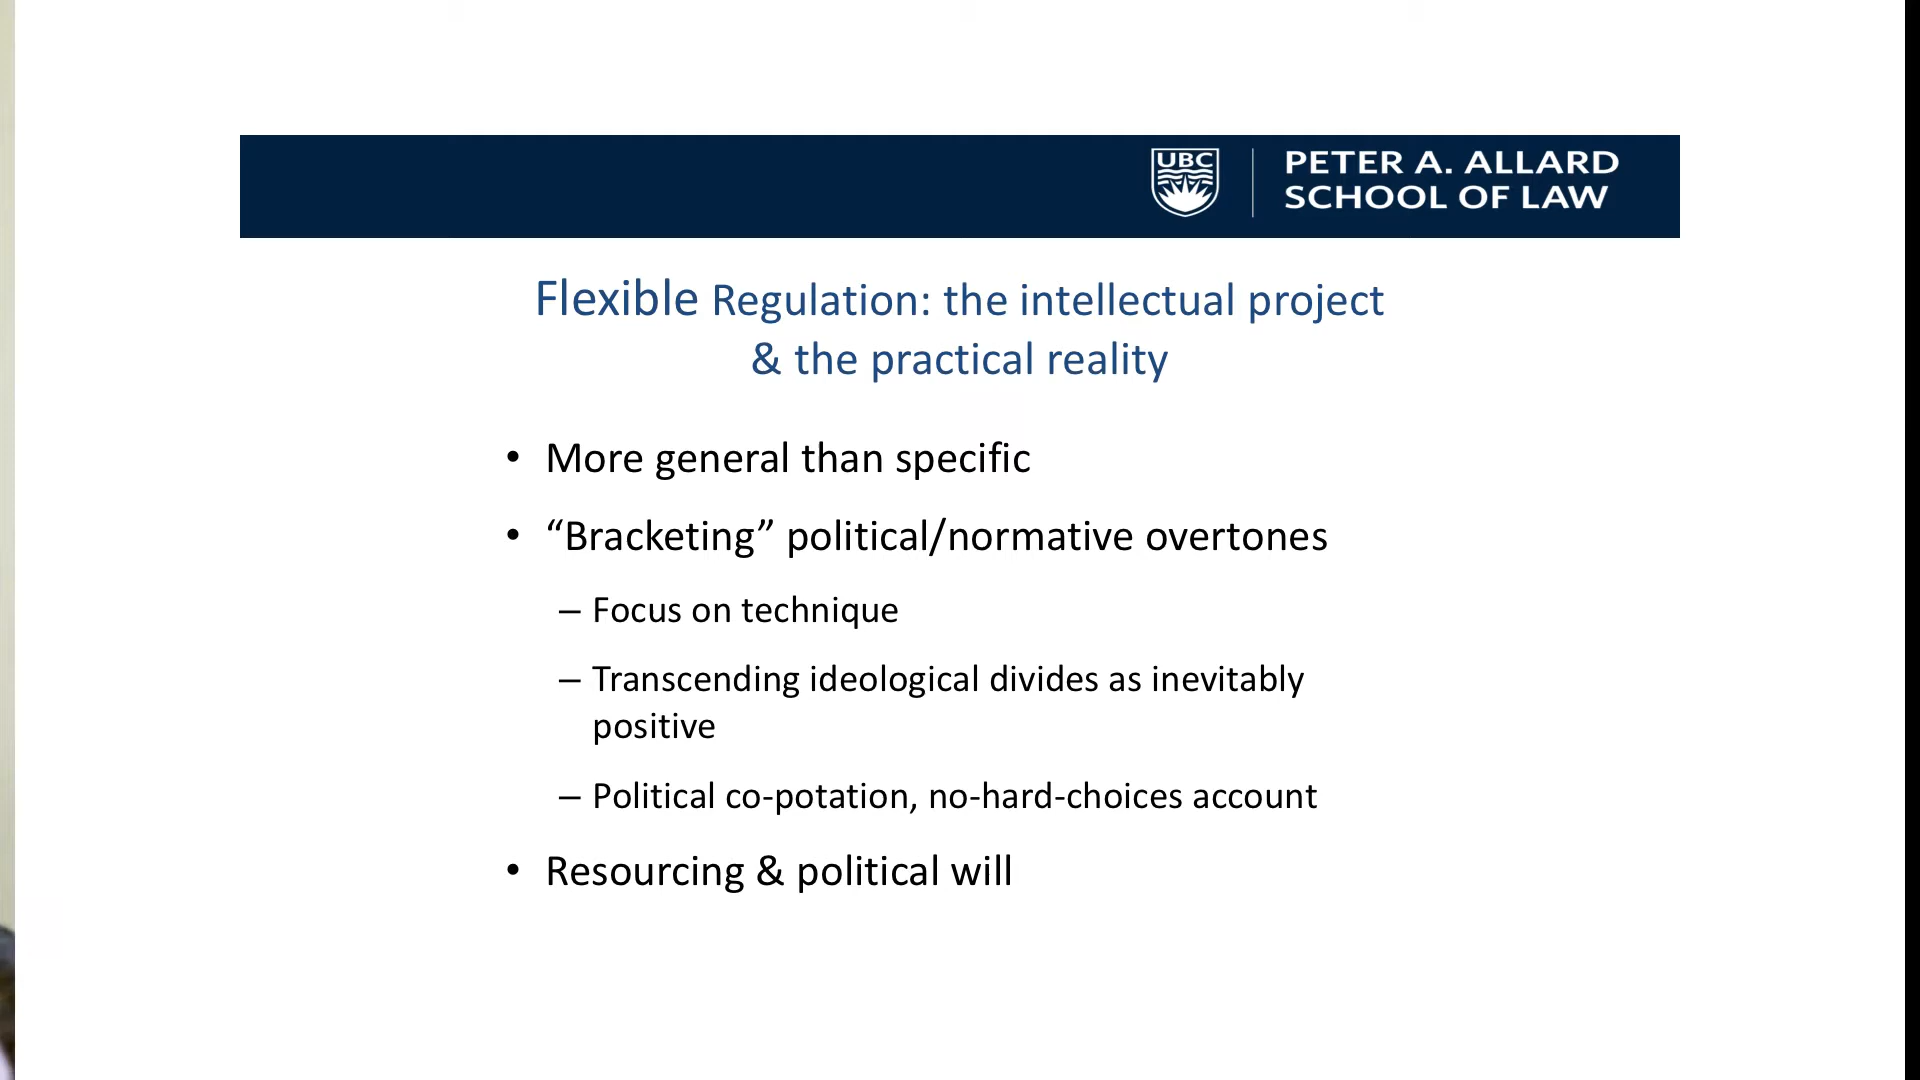 UBC
PETER A. ALLARD
SCHOOL OF LAW
Flexible Regulation: the intellectual project
& the practical reality
• More general than specific
• “Bracketing” political/normative overtones
– Focus on technique
– Transcending ideological divides as inevitably
positive
– Political co-potation, no-hard-choices account
• Resourcing & political will